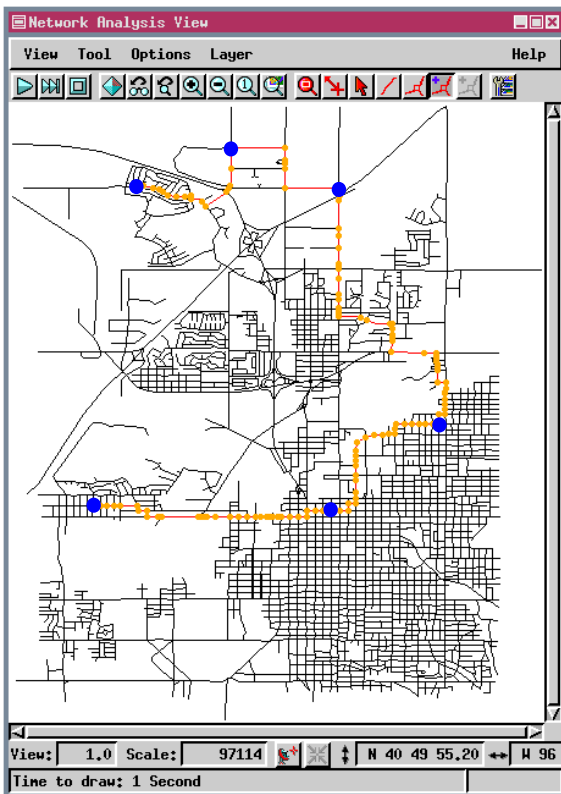 Network Analysis View
View Tool Options Layer Help
View: 1.0 Scale: 97114 N 40 49 55.20 W 96
Time to draw: 1 Second